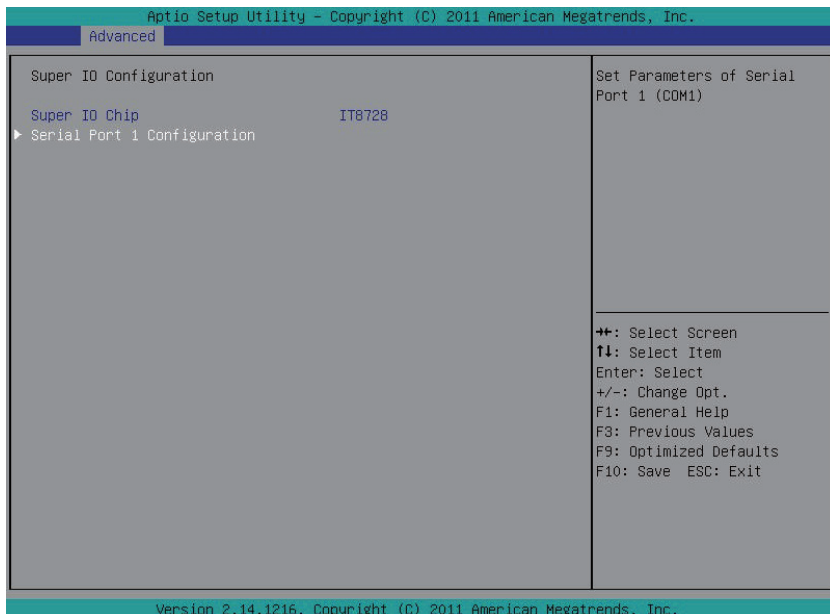 Aptio Setup Utility – Copyright (C) 2011 American Megatrends, Inc.
Advanced
Super IO Configuration
Super IO Chip IT8728
▶ Serial Port 1 Configuration
Set Parameters of Serial
Port 1 (COM1)
→←: Select Screen
↑↓: Select Item
Enter: Select
+/-: Change Opt.
F1: General Help
F3: Previous Values
F9: Optimized Defaults
F10: Save ESC: Exit
Version 2.14.1216. Copyright (C) 2011 American Megatrends, Inc.